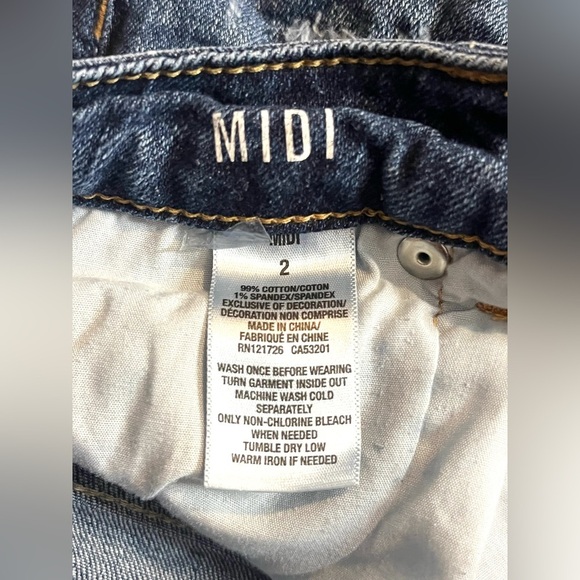 MIDI
MIDI
2
99% COTTON/COTON
1% SPANDEX/SPANDEX
EXCLUSIVE OF DECORATION/
DÉCORATION NON COMPRISE
MADE IN CHINA/
FABRIQUÉ EN CHINE
RN121726 CA53201
WASH ONCE BEFORE WEARING
TURN GARMENT INSIDE OUT
MACHINE WASH COLD
SEPARATELY
ONLY NON-CHLORINE BLEACH
WHEN NEEDED
TUMBLE DRY LOW
WARM IRON IF NEEDED